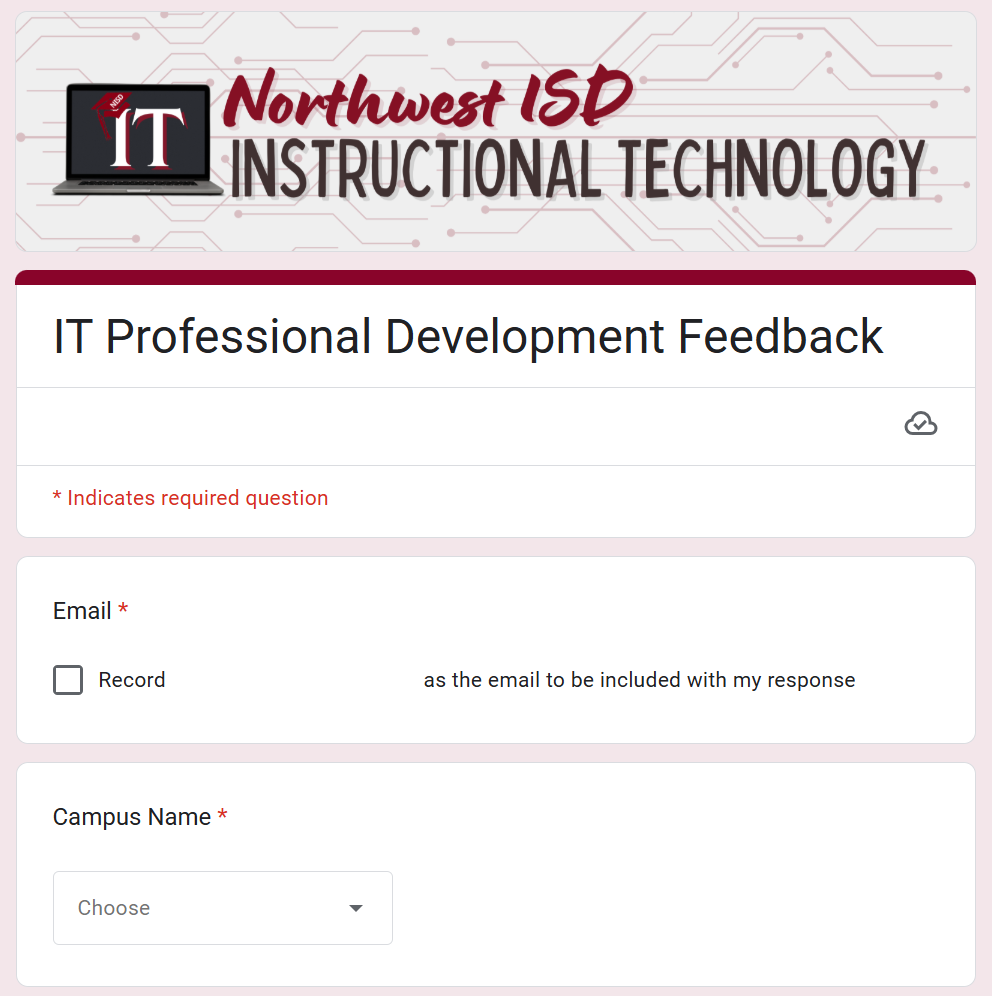 NISD
IT
Northwest ISD
INSTRUCTIONAL TECHNOLOGY
IT Professional Development Feedback
* Indicates required question
Email *
Record as the email to be included with my response
Campus Name *
Choose